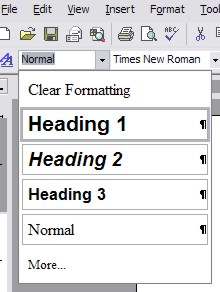 File Edit View Insert Format Tools
Normal Times New Roman
Clear Formatting
Heading 1 ¶
Heading 2 ¶
Heading 3 ¶
Normal ¶
More...